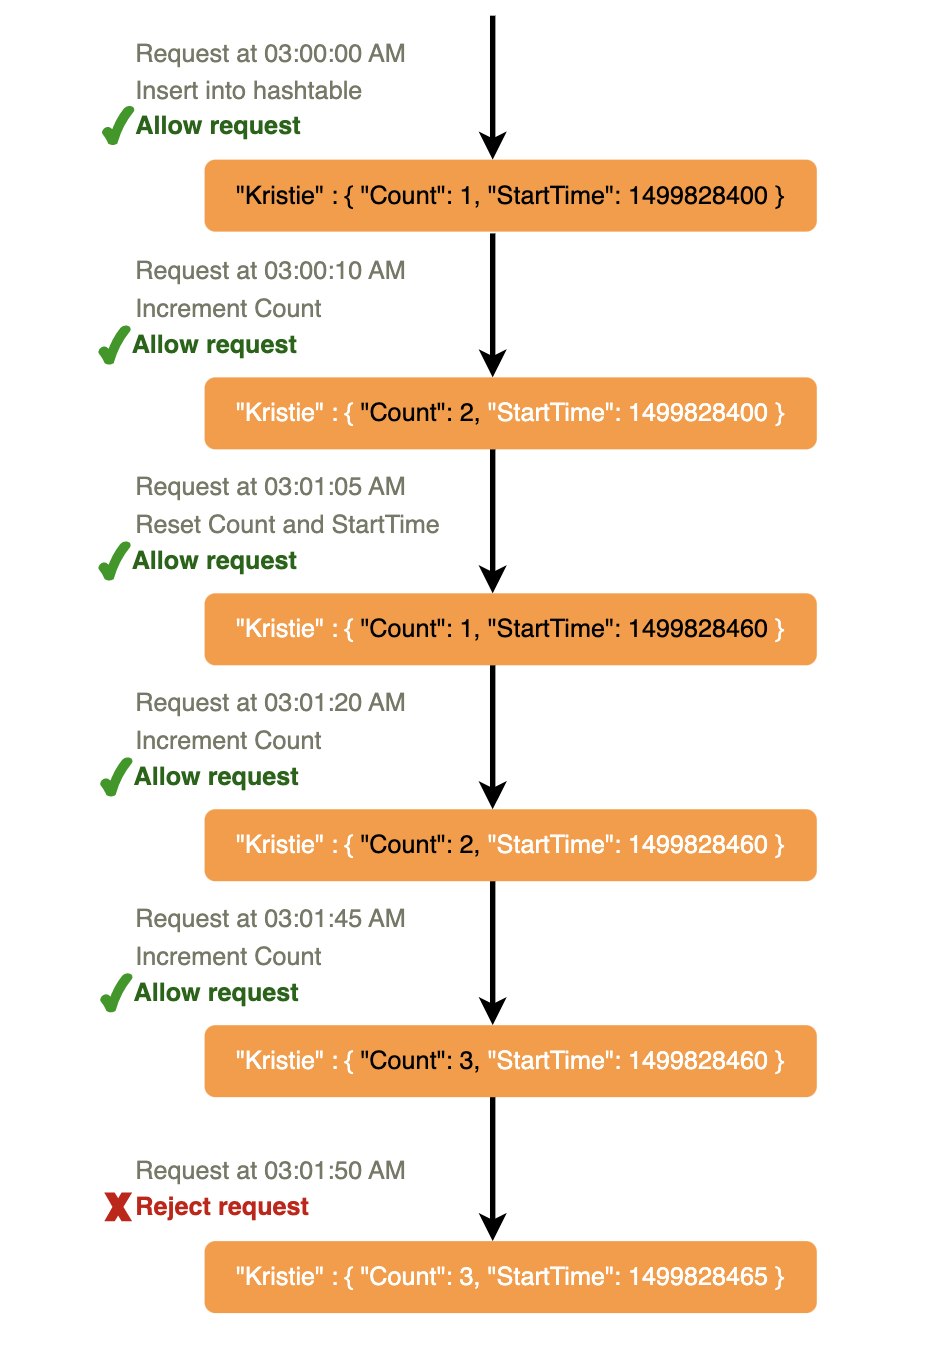 Request at 03:00:00 AM
Insert into hashtable
Allow request
"Kristie" : { "Count": 1, "StartTime": 1499828400 }
Request at 03:00:10 AM
Increment Count
Allow request
"Kristie" : { "Count": 2, "StartTime": 1499828400 }
Request at 03:01:05 AM
Reset Count and StartTime
Allow request
"Kristie" : { "Count": 1, "StartTime": 1499828460 }
Request at 03:01:20 AM
Increment Count
Allow request
"Kristie" : { "Count": 2, "StartTime": 1499828460 }
Request at 03:01:45 AM
Increment Count
Allow request
"Kristie" : { "Count": 3, "StartTime": 1499828460 }
Request at 03:01:50 AM
Reject request
"Kristie" : { "Count": 3, "StartTime": 1499828465 }